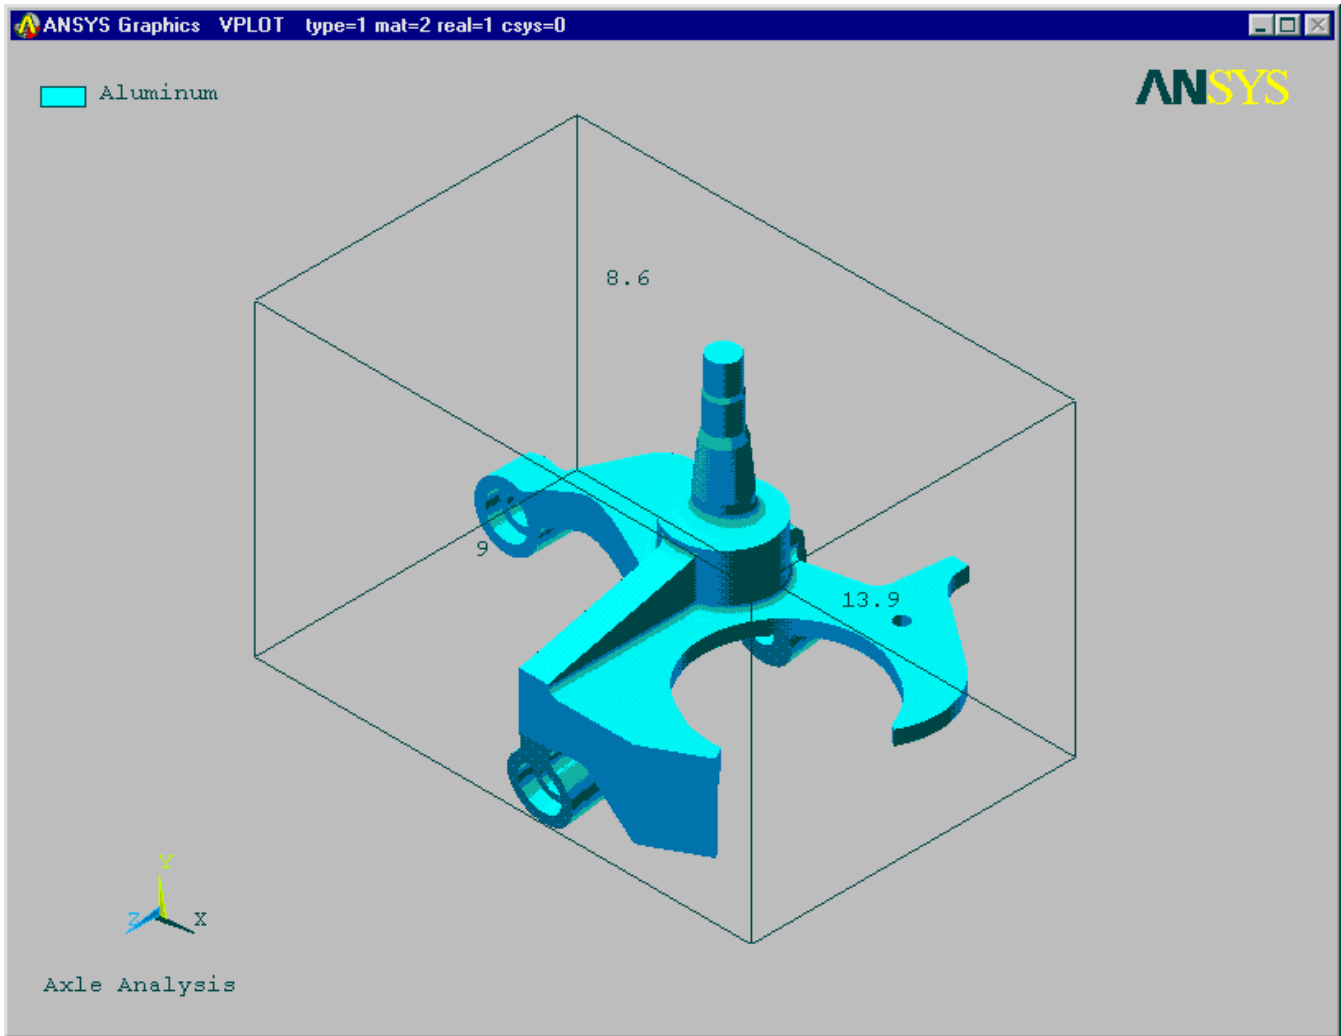 ANSYS Graphics VPLOT type=1 mat=2 real=1 csys=0
Aluminum
ANSYS
8.6
9
13.9
Y
Z
X
Axle Analysis